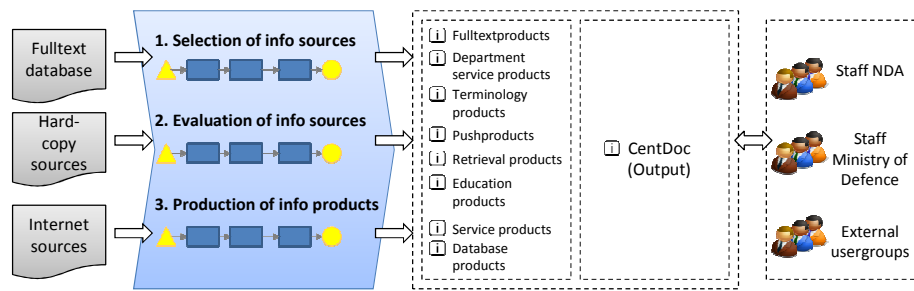 Fulltext
database
Hard-
copy
sources
Internet
sources
1. Selection of info sources
2. Evaluation of info sources
3. Production of info products
i Fulltextproducts
i Department
service products
i Terminology
products
i Pushproducts
i Retrieval products
i Education
products
i Service products
i Database
products
i CentDoc
(Output)
Staff NDA
Staff
Ministry of
Defence
External
usergroups